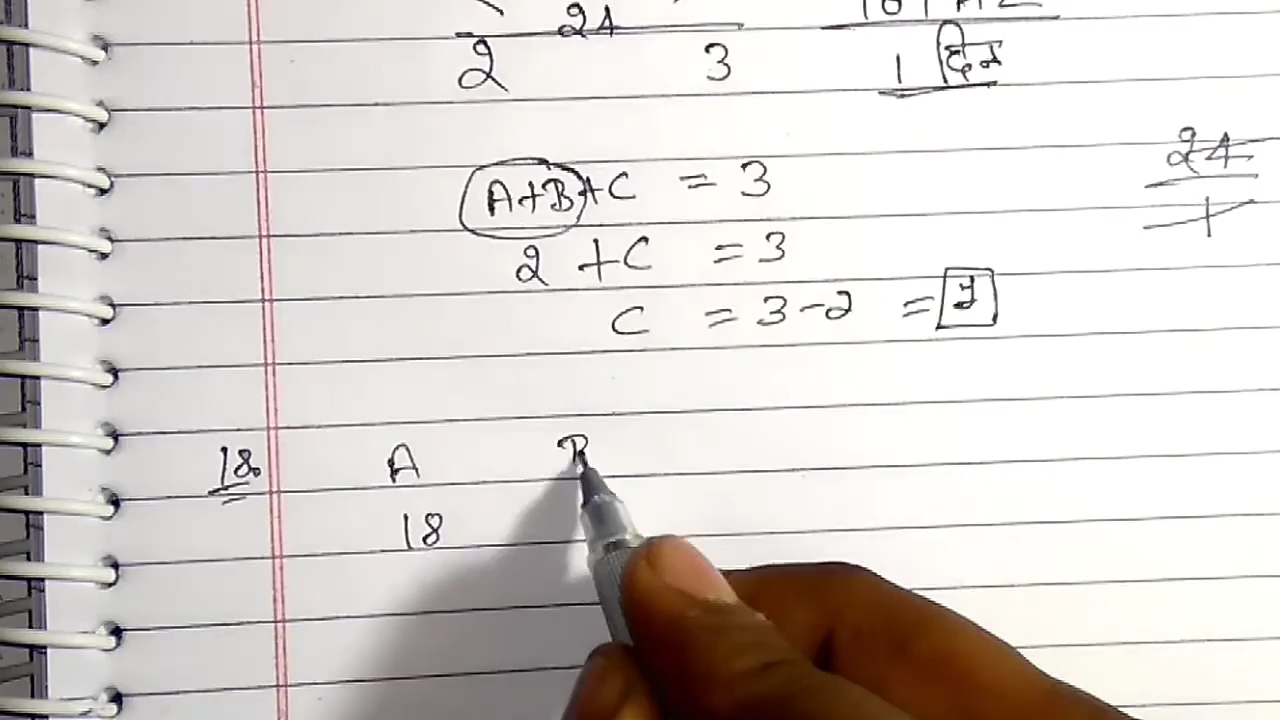 24
2 3 1 दिन
24
1
A+B+C = 3
2 +C = 3
C = 3-2 = 1
18. A B
18